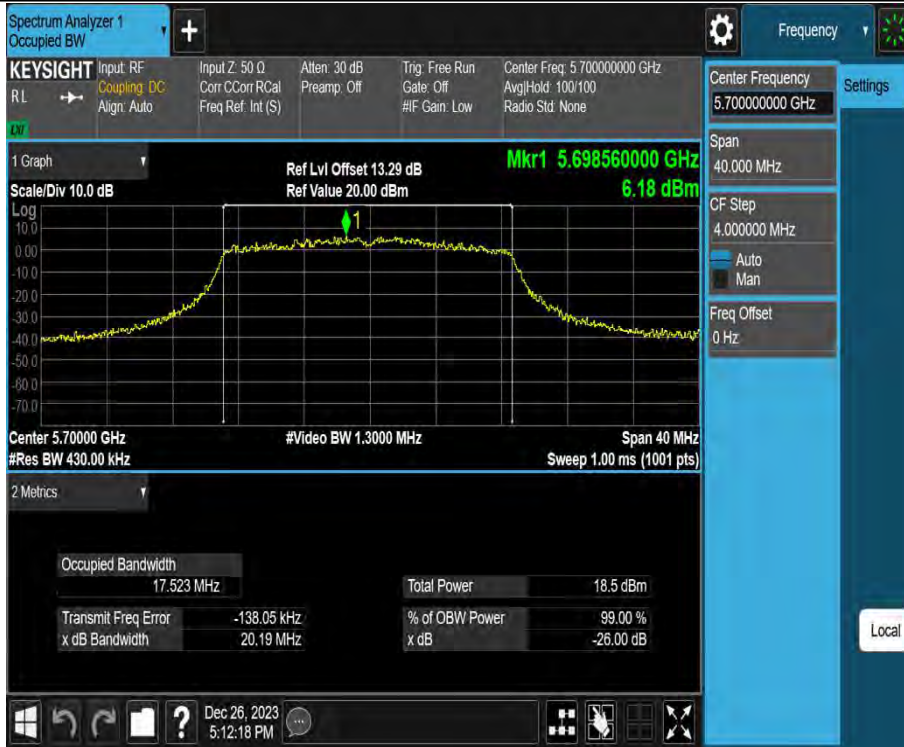 Spectrum Analyzer 1
Occupied BW
+
Frequency
KEYSIGHT
RL
Input: RF
Coupling: DC
Align: Auto
Input Z: 50 Ω
Corr CCorr RCal
Freq Ref: Int (S)
Atten: 30 dB
Preamp: Off
Trig: Free Run
Gate: Off
#IF Gain: Low
Center Freq: 5.700000000 GHz
Avg|Hold: 100/100
Radio Std: None
1 Graph
Scale/Div 10.0 dB
Ref Lvl Offset 13.29 dB
Ref Value 20.00 dBm
Mkr1 5.698560000 GHz
6.18 dBm
Log
10.0
0.00
-10.0
-20.0
-30.0
-40.0
-50.0
-60.0
-70.0
1
Center 5.70000 GHz
#Res BW 430.00 kHz
#Video BW 1.3000 MHz
Span 40 MHz
Sweep 1.00 ms (1001 pts)
2 Metrics
Occupied Bandwidth
17.523 MHz
Total Power 18.5 dBm
Transmit Freq Error -138.05 kHz
% of OBW Power 99.00 %
x dB Bandwidth 20.19 MHz
x dB -26.00 dB
?
Dec 26, 2023
5:12:18 PM
Center Frequency
5.700000000 GHz
Span
40.000 MHz
CF Step
4.000000 MHz
Auto
Man
Freq Offset
0 Hz
Settings
Local